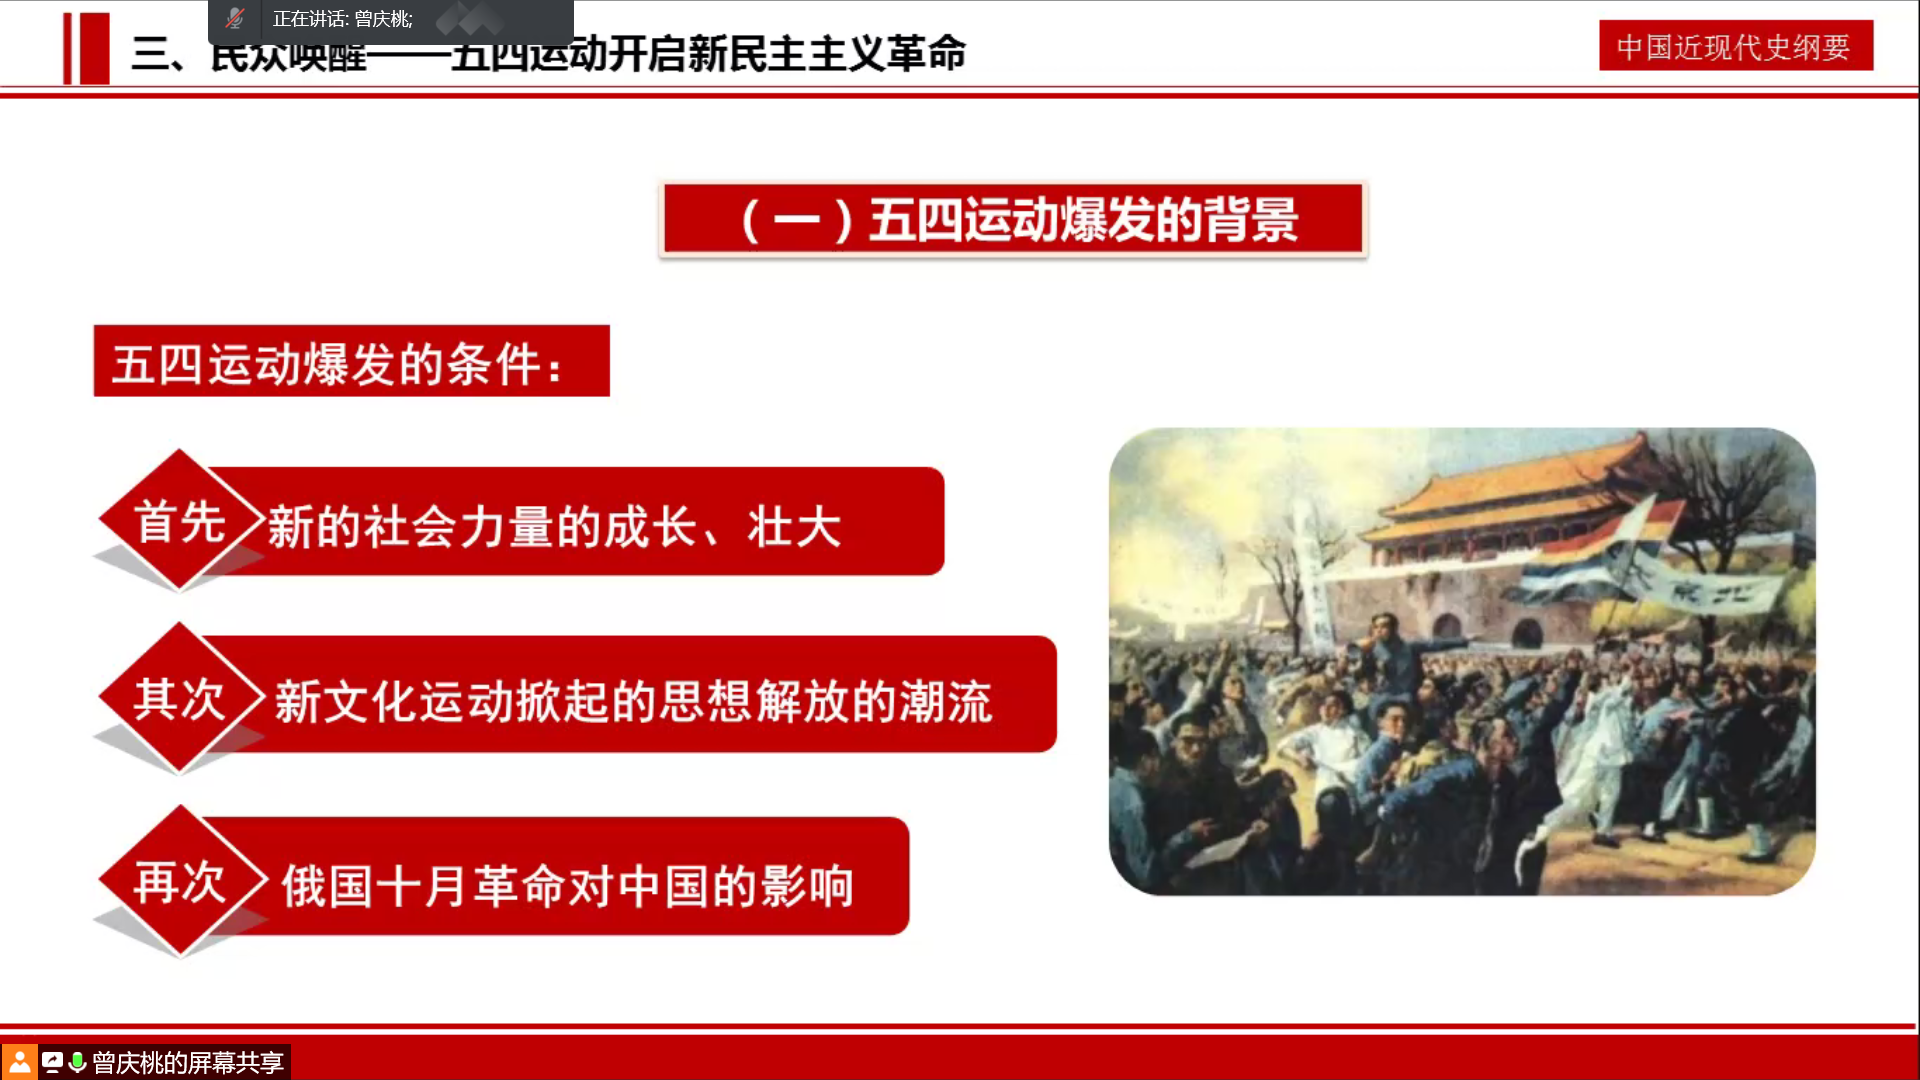 正在讲话: 曾庆桃;
三、民众唤醒——五四运动开启新民主主义革命
中国近现代史纲要
（一）五四运动爆发的背景
五四运动爆发的条件：
首先
新的社会力量的成长、壮大
其次
新文化运动掀起的思想解放的潮流
再次
俄国十月革命对中国的影响
曾庆桃的屏幕共享